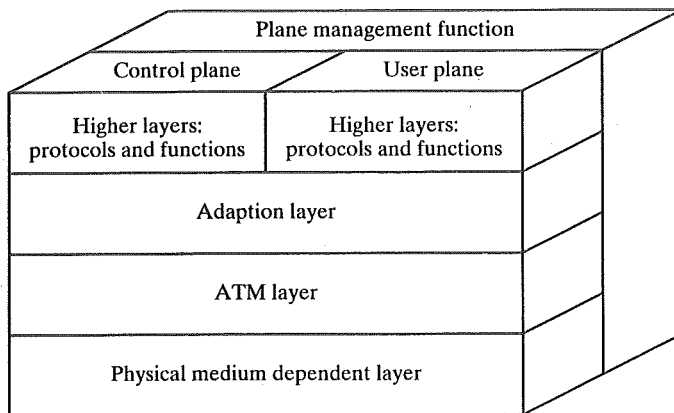 Plane management function
Control plane
User plane
Higher layers:
protocols and functions
Higher layers:
protocols and functions
Adaption layer
ATM layer
Physical medium dependent layer